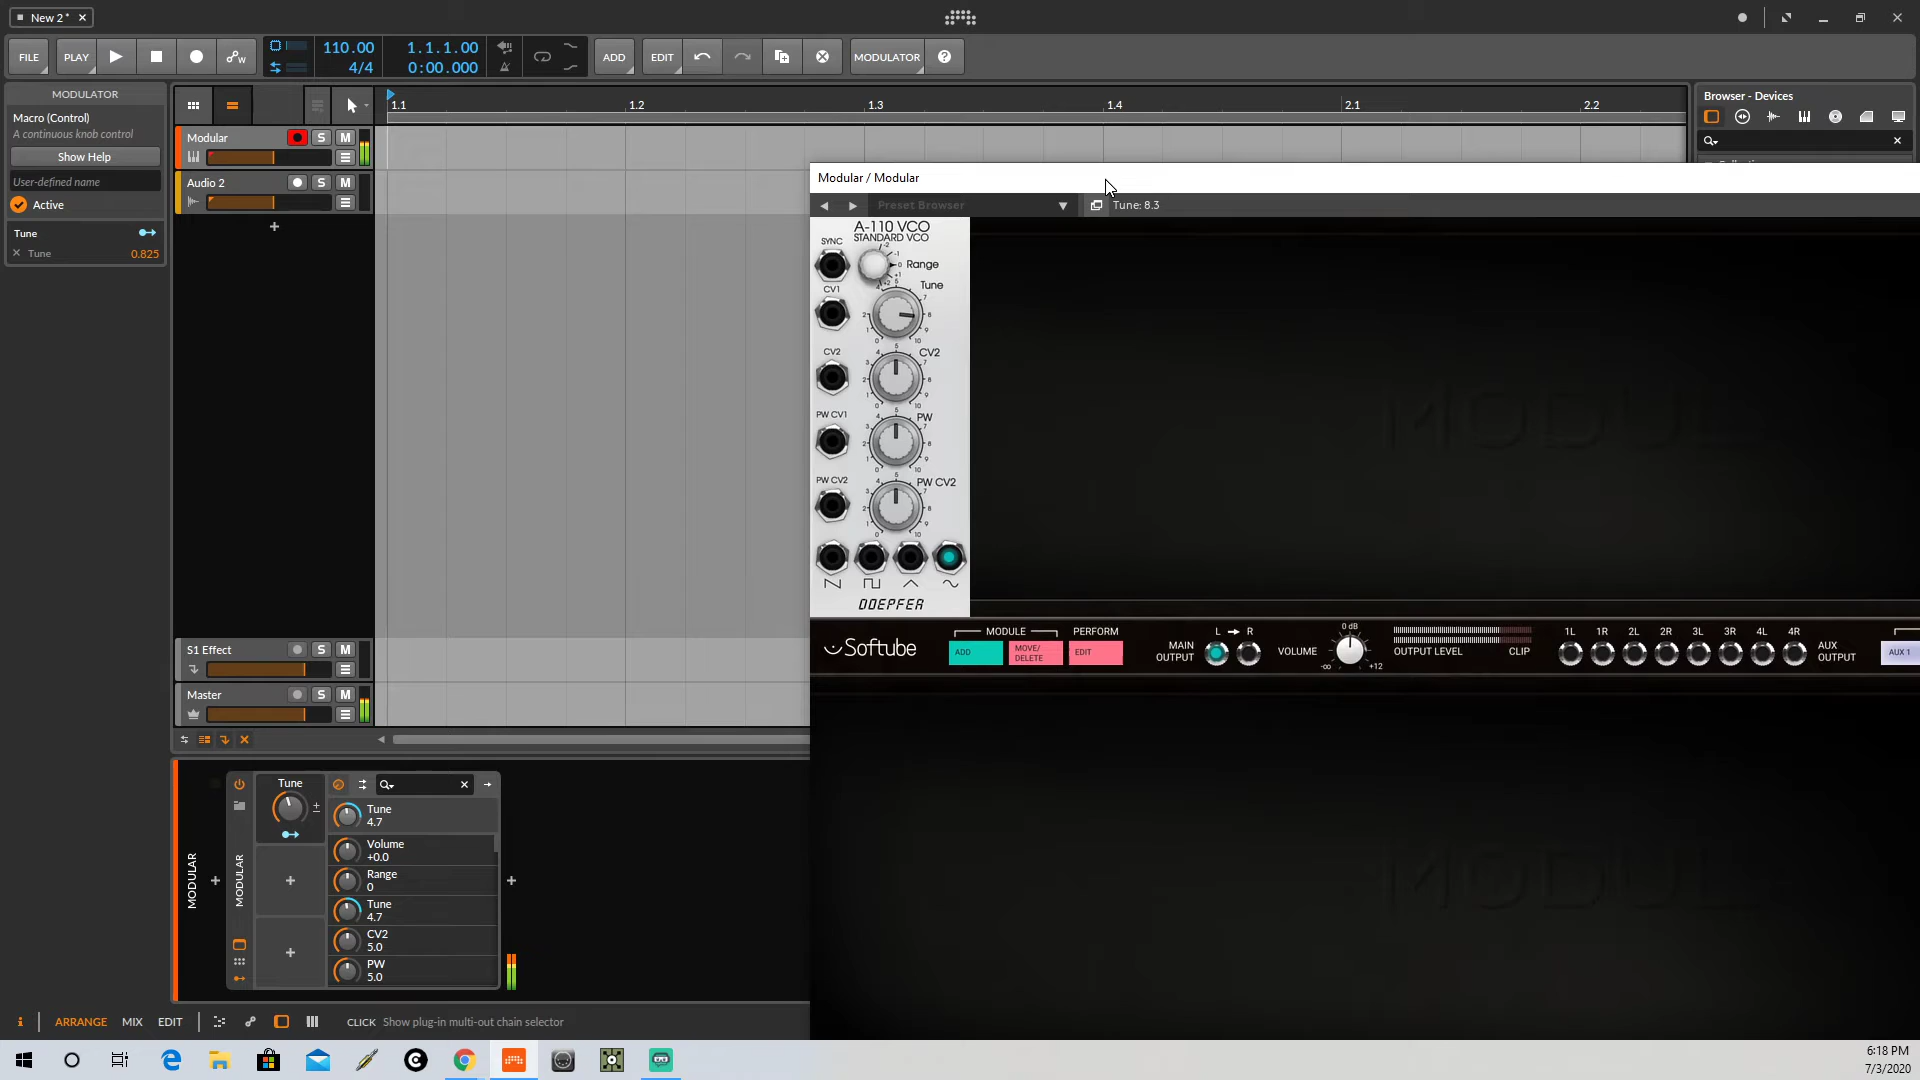 New 2*
FILE
PLAY
110.00
4/4
1.1.1.00
0:00.000
ADD
EDIT
MODULATOR
MODULATOR
Macro (Control)
A continuous knob control
Show Help
User-defined name
Active
Tune
Tune 0.825
1.1 1.2 1.3 1.4 2.1 2.2
Modular S M
Audio 2 S M
Browser - Devices
Modular / Modular
Preset Browser
Tune: 8.3
A-110 VCO
STANDARD VCO
SYNC
Range
Tune
CV1
CV2
CV2
PW CV1
PW
PW CV2
PW CV2
DOEPFER
MODUL
Softube
MODULE
ADD
MOVE/
DELETE
PERFORM
EDIT
MAIN
OUTPUT
L R
VOLUME
0 dB
-∞ +12
OUTPUT LEVEL CLIP
1L 1R 2L 2R 3L 3R 4L 4R
AUX
OUTPUT
AUX 1
MODUL
S1 Effect S M
Master S M
MODULAR
MODULAR
Tune
Tune
4.7
Volume
+0.0
Range
0
Tune
4.7
CV2
5.0
PW
5.0
ARRANGE
MIX
EDIT
CLICK Show plug-in multi-out chain selector
6:18 PM
7/3/2020